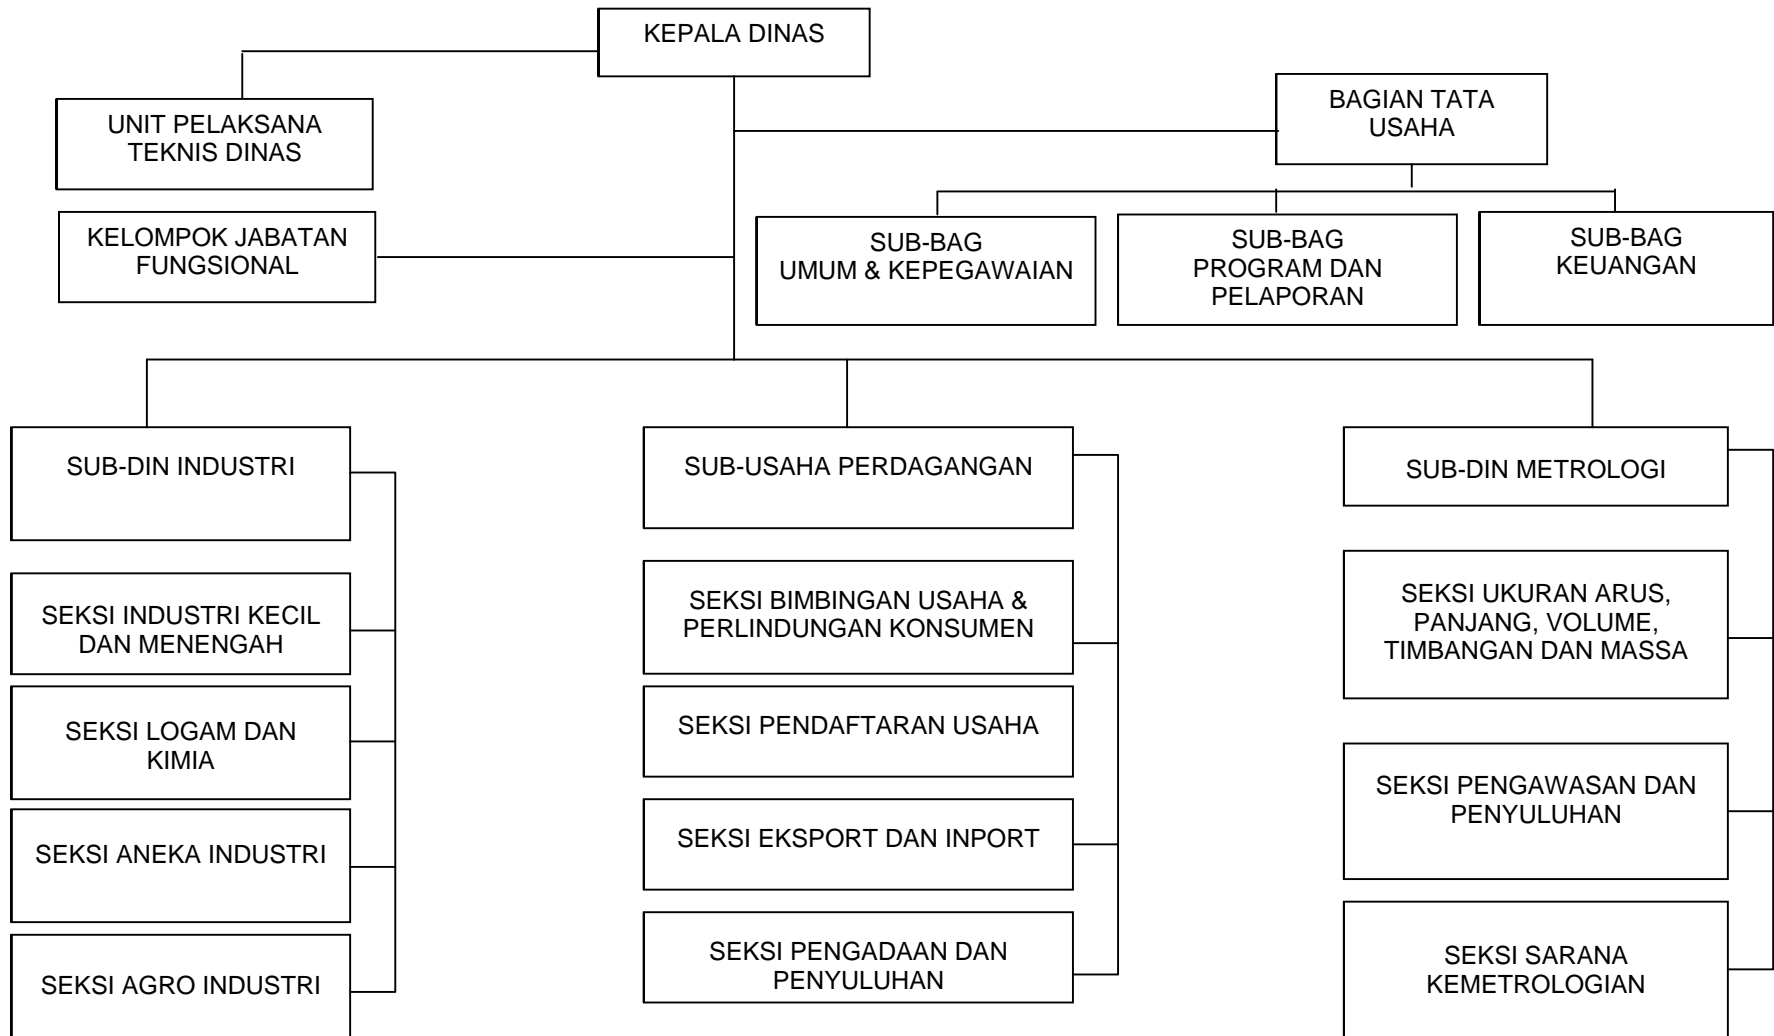 KEPALA DINAS
UNIT PELAKSANA
TEKNIS DINAS
BAGIAN TATA
USAHA
KELOMPOK JABATAN
FUNGSIONAL
SUB-BAG
UMUM & KEPEGAWAIAN
SUB-BAG
PROGRAM DAN
PELAPORAN
SUB-BAG
KEUANGAN
SUB-DIN INDUSTRI
SEKSI INDUSTRI KECIL
DAN MENENGAH
SEKSI LOGAM DAN
KIMIA
SEKSI ANEKA INDUSTRI
SEKSI AGRO INDUSTRI
SUB-USAHA PERDAGANGAN
SEKSI BIMBINGAN USAHA &
PERLINDUNGAN KONSUMEN
SEKSI PENDAFTARAN USAHA
SEKSI EKSPORT DAN INPORT
SEKSI PENGADAAN DAN
PENYULUHAN
SUB-DIN METROLOGI
SEKSI UKURAN ARUS,
PANJANG, VOLUME,
TIMBANGAN DAN MASSA
SEKSI PENGAWASAN DAN
PENYULUHAN
SEKSI SARANA
KEMETROLOGIAN